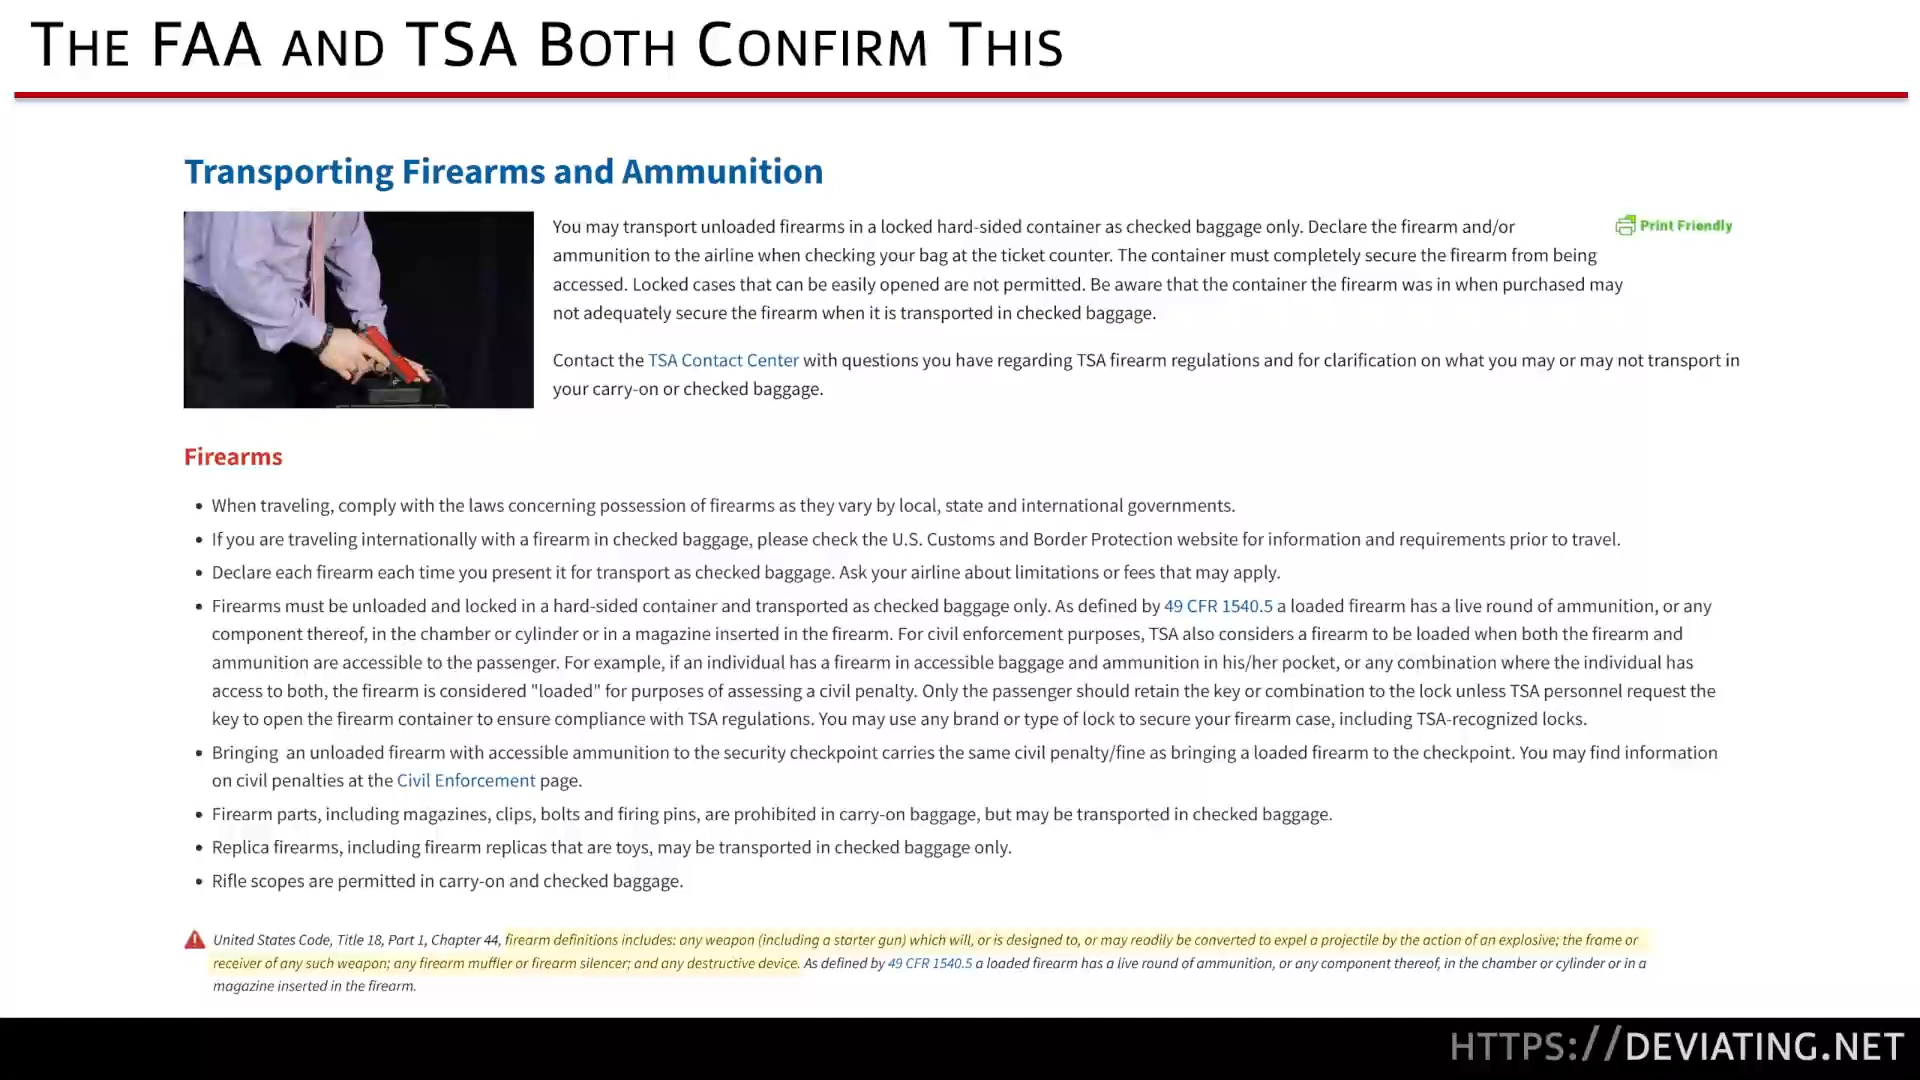 THE FAA AND TSA BOTH CONFIRM THIS
Transporting Firearms and Ammunition
You may transport unloaded firearms in a locked hard-sided container as checked baggage only. Declare the firearm and/or
Print Friendly
ammunition to the airline when checking your bag at the ticket counter. The container must completely secure the firearm from being
accessed. Locked cases that can be easily opened are not permitted. Be aware that the container the firearm was in when purchased may
not adequately secure the firearm when it is transported in checked baggage.
Contact the TSA Contact Center with questions you have regarding TSA firearm regulations and for clarification on what you may or may not transport in
your carry-on or checked baggage.
Firearms
• When traveling, comply with the laws concerning possession of firearms as they vary by local, state and international governments.
• If you are traveling internationally with a firearm in checked baggage, please check the U.S. Customs and Border Protection website for information and requirements prior to travel.
• Declare each firearm each time you present it for transport as checked baggage. Ask your airline about limitations or fees that may apply.
• Firearms must be unloaded and locked in a hard-sided container and transported as checked baggage only. As defined by 49 CFR 1540.5 a loaded firearm has a live round of ammunition, or any
component thereof, in the chamber or cylinder or in a magazine inserted in the firearm. For civil enforcement purposes, TSA also considers a firearm to be loaded when both the firearm and
ammunition are accessible to the passenger. For example, if an individual has a firearm in accessible baggage and ammunition in his/her pocket, or any combination where the individual has
access to both, the firearm is considered "loaded" for purposes of assessing a civil penalty. Only the passenger should retain the key or combination to the lock unless TSA personnel request the
key to open the firearm container to ensure compliance with TSA regulations. You may use any brand or type of lock to secure your firearm case, including TSA-recognized locks.
• Bringing an unloaded firearm with accessible ammunition to the security checkpoint carries the same civil penalty/fine as bringing a loaded firearm to the checkpoint. You may find information
on civil penalties at the Civil Enforcement page.
• Firearm parts, including magazines, clips, bolts and firing pins, are prohibited in carry-on baggage, but may be transported in checked baggage.
• Replica firearms, including firearm replicas that are toys, may be transported in checked baggage only.
• Rifle scopes are permitted in carry-on and checked baggage.
United States Code, Title 18, Part 1, Chapter 44, firearm definitions includes: any weapon (including a starter gun) which will, or is designed to, or may readily be converted to expel a projectile by the action of an explosive; the frame or
receiver of any such weapon; any firearm muffler or firearm silencer; and any destructive device. As defined by 49 CFR 1540.5 a loaded firearm has a live round of ammunition, or any component thereof, in the chamber or cylinder or in a
magazine inserted in the firearm.
HTTPS://DEVIATING.NET